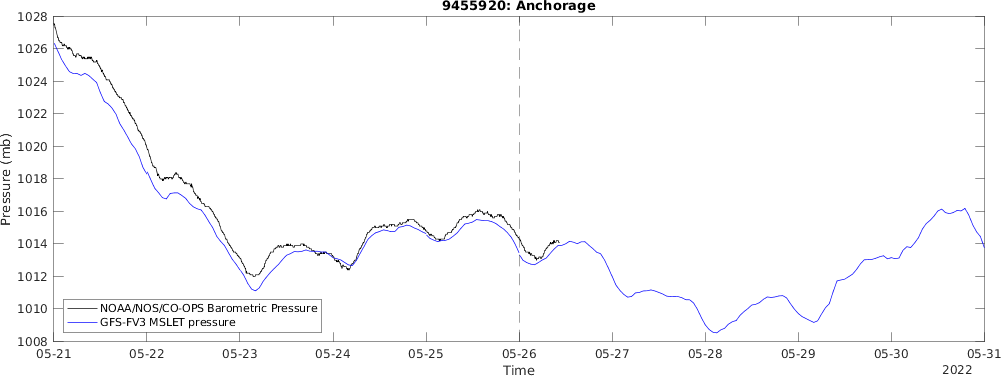 9455920: Anchorage
1028
1026
1024
1022
1020
1018
1016
1014
1012
1010
1008
Pressure (mb)
NOAA/NOS/CO-OPS Barometric Pressure
GFS-FV3 MSLET pressure
05-21 05-22 05-23 05-24 05-25 05-26 05-27 05-28 05-29 05-30 05-31
Time
2022